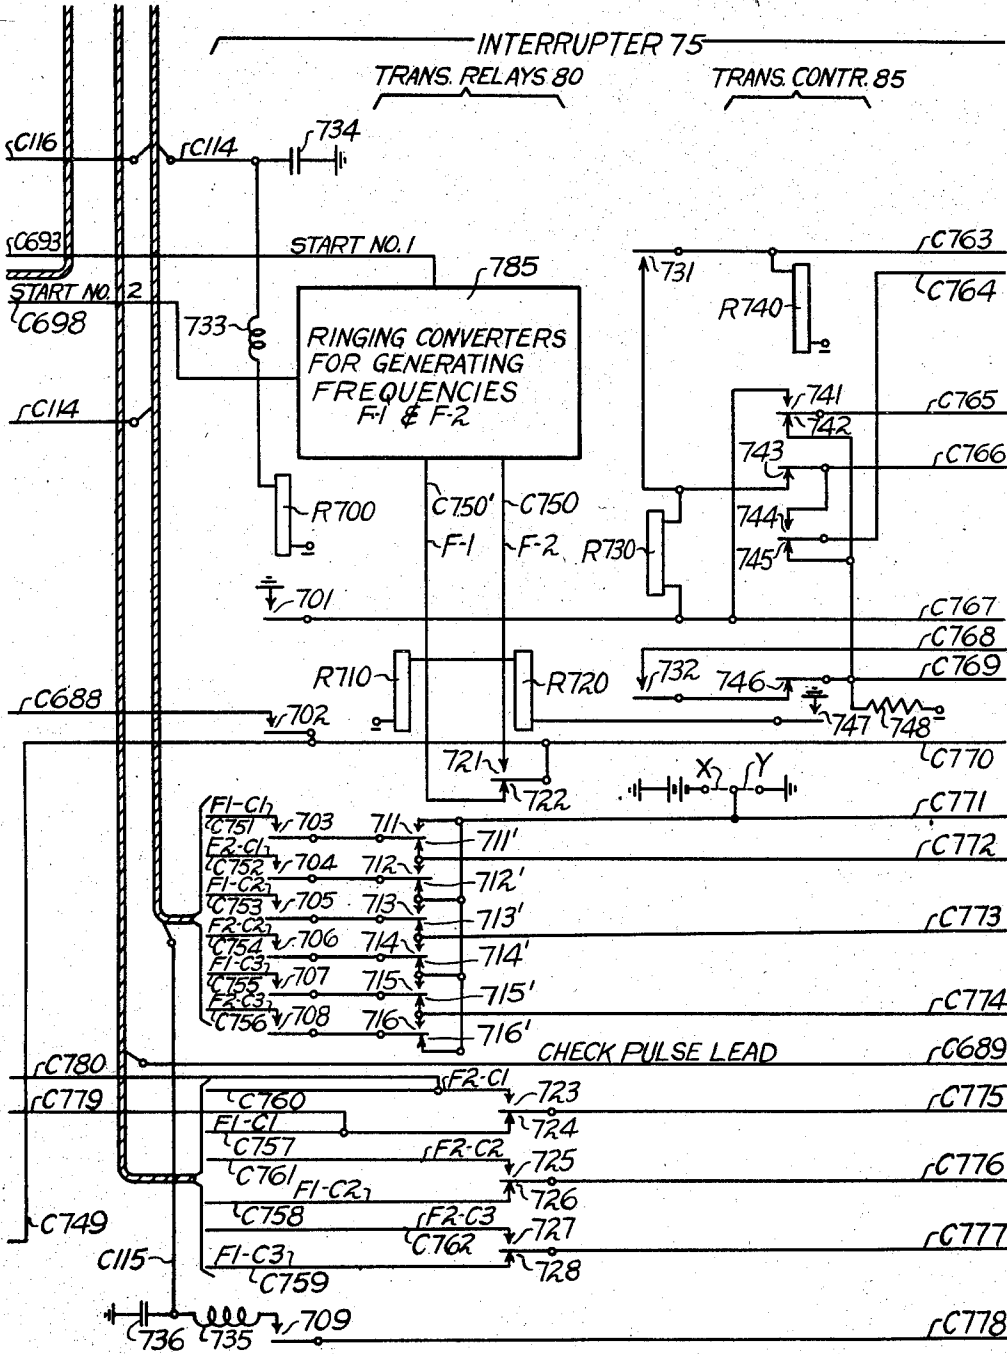 INTERRUPTER 75
TRANS. RELAYS 80
TRANS. CONTR. 85
C116
C114
734
C693
START NO. 1
785
C763
731
C764
START NO. 2
C698
733
RINGING CONVERTERS
FOR GENERATING
FREQUENCIES
F-1 & F-2
R740
C114
741
C765
742
743
C766
R700
C750'
C750
744
F-1
F-2
R730
745
701
C767
C768
R710
R720
732
746
C769
C688
702
747
748
721
C770
722
X
Y
F1-C1
C751
703
711
711'
C771
F2-C1
C752
704
712
712'
C772
F1-C2
C753
705
713
713'
C773
F2-C2
C754
706
714
714'
F1-C3
C755
707
715
715'
C774
F2-C3
C756
708
716
716'
CHECK PULSE LEAD
C689
C780
F2-C1
C779
C760
723
C775
F1-C1
724
C757
F2-C2
C761
725
C776
F1-C2
726
C758
F2-C3
C749
C762
727
C777
C115
F1-C3
728
C759
736
735
709
C778